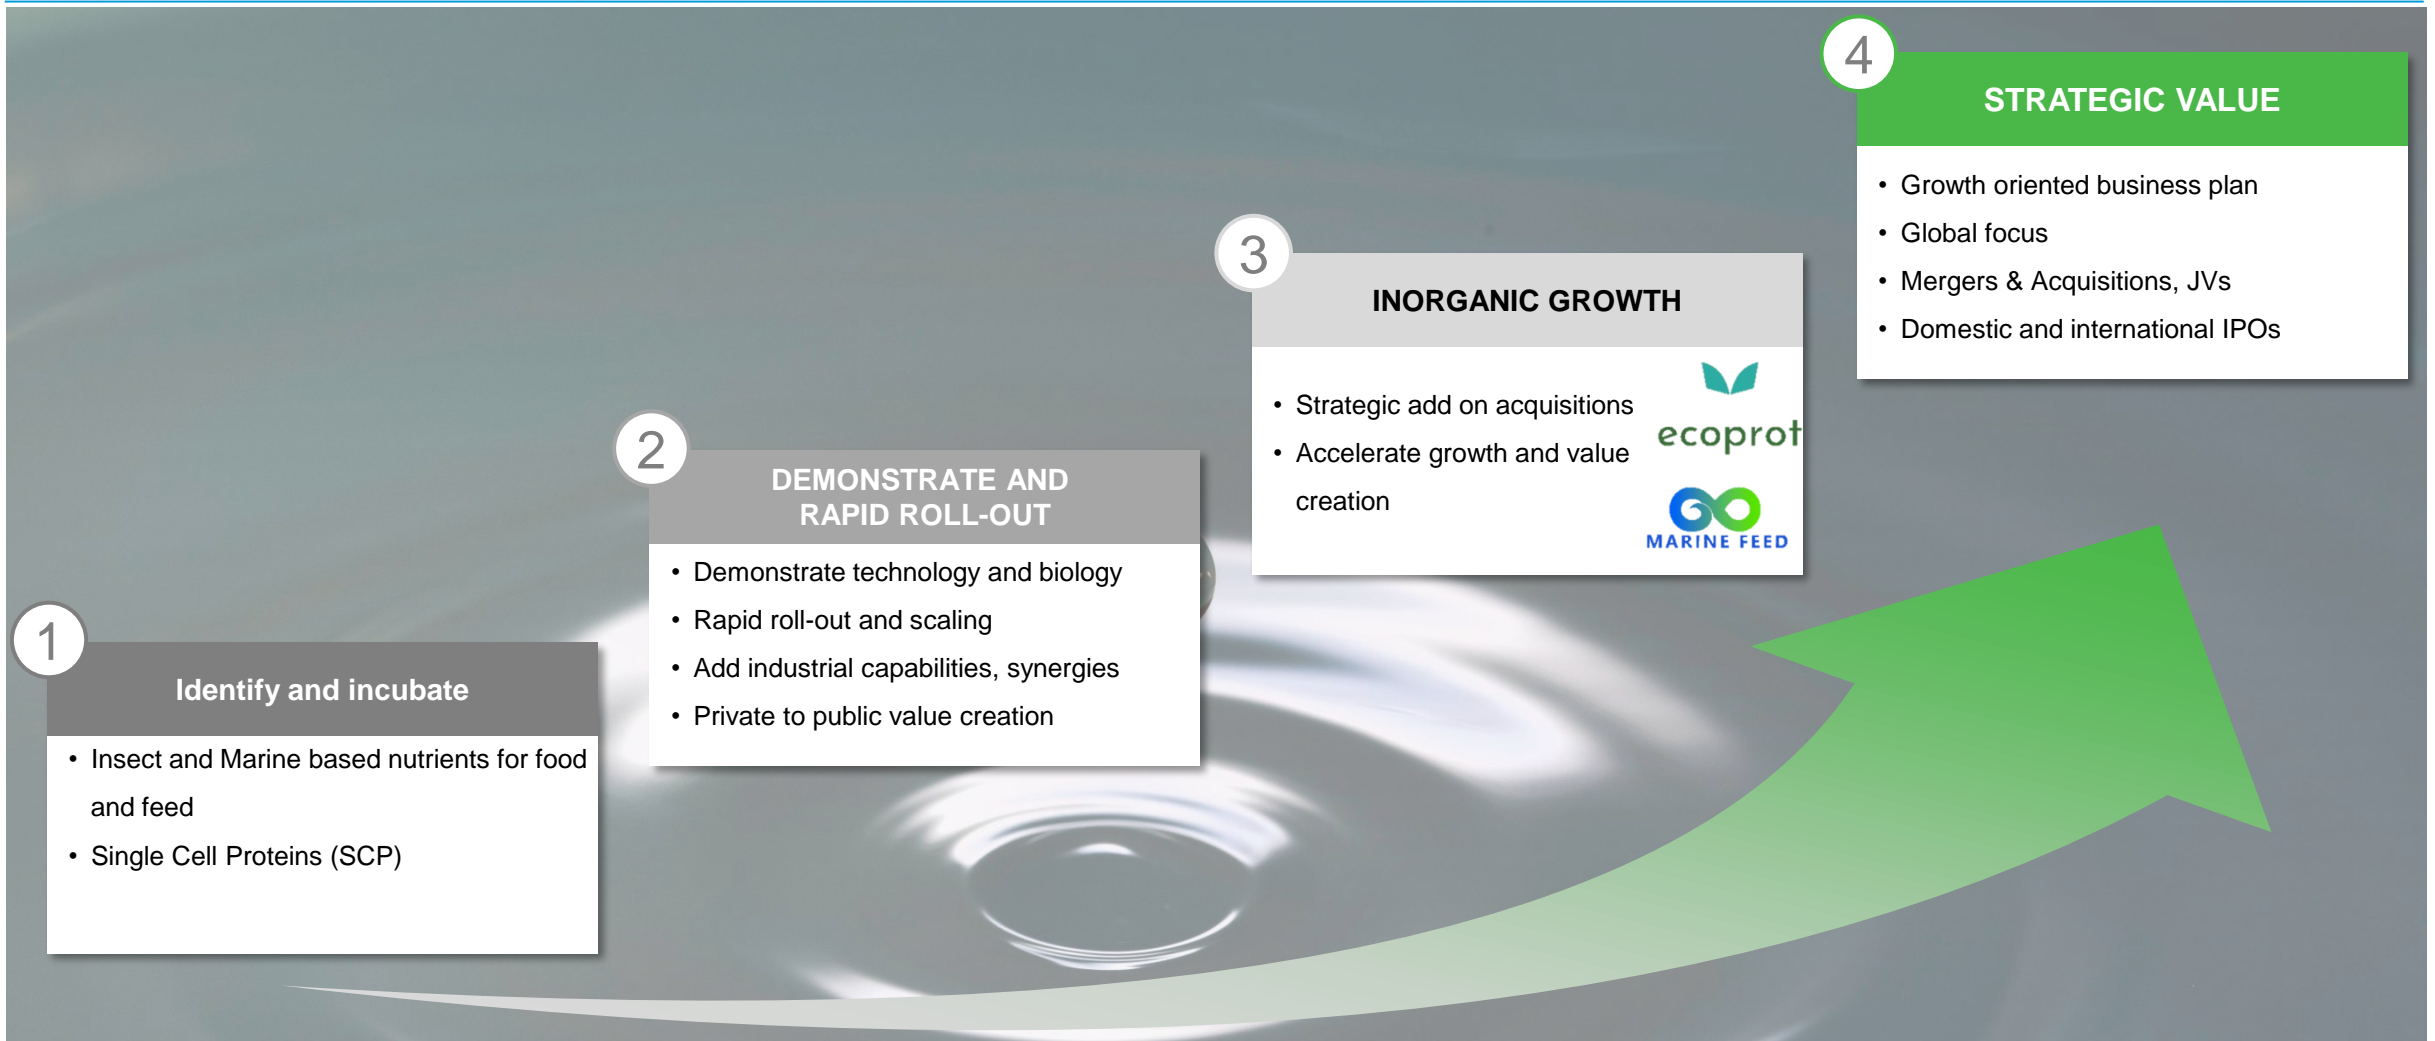 1
Identify and incubate
• Insect and Marine based nutrients for food
and feed
• Single Cell Proteins (SCP)
2
DEMONSTRATE AND
RAPID ROLL-OUT
• Demonstrate technology and biology
• Rapid roll-out and scaling
• Add industrial capabilities, synergies
• Private to public value creation
3
INORGANIC GROWTH
• Strategic add on acquisitions
• Accelerate growth and value
creation
ecoprot
MARINE FEED
4
STRATEGIC VALUE
• Growth oriented business plan
• Global focus
• Mergers & Acquisitions, JVs
• Domestic and international IPOs